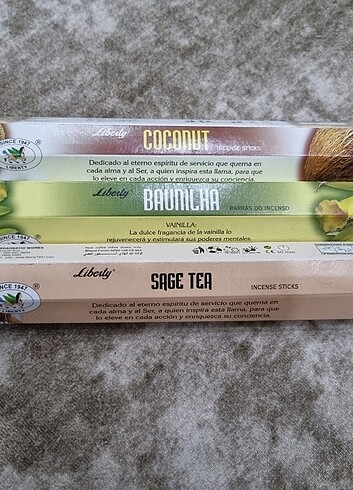 SINCE 1947
LIBERTY
®
Liberty
COCONUT
INCENSE STICKS
Dedicado al eterno espíritu de servicio que quema en
cada alma y al Ser, a quien inspira esta llama, para que
lo eleve en cada acción y enriquezca su conciencia.
Liberty
BAUNILHA
BARRAS DO INCENSO
VAINILLA:
La dulce fragancia de la vainilla lo
rejuvenecerá y estimulará sus poderes mentales.
SINCE 1947
LIBERTY
®
Liberty
SAGE TEA
INCENSE STICKS
Dedicado al eterno espíritu de servicio que quema en
cada alma y al Ser, a quien inspira esta llama, para que
lo eleve en cada acción y enriquezca su conciencia.